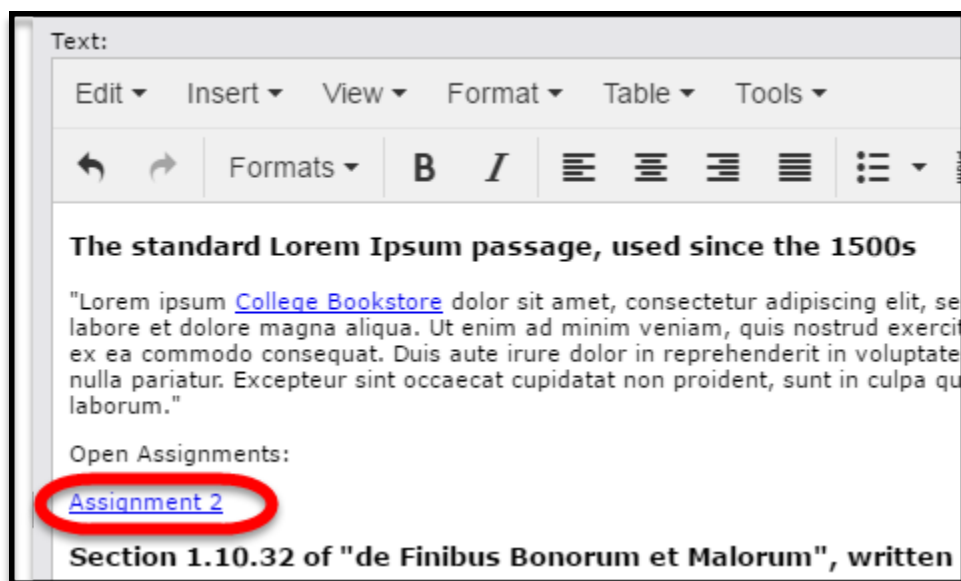 Text:
Edit Insert View Format Table Tools
Formats B I
The standard Lorem Ipsum passage, used since the 1500s
"Lorem ipsum College Bookstore dolor sit amet, consectetur adipiscing elit, se
labore et dolore magna aliqua. Ut enim ad minim veniam, quis nostrud exercit
ex ea commodo consequat. Duis aute irure dolor in reprehenderit in voluptate
nulla pariatur. Excepteur sint occaecat cupidatat non proident, sunt in culpa qu
laborum."
Open Assignments:
Assignment 2
Section 1.10.32 of "de Finibus Bonorum et Malorum", written